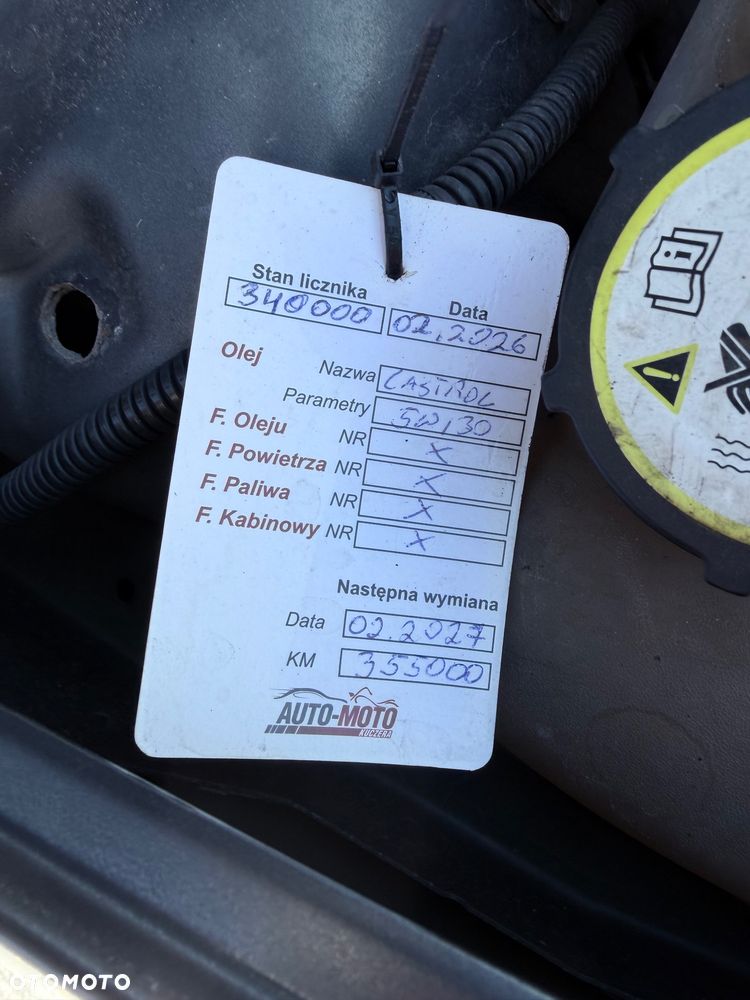 Stan licznika Data
340000 02.2026
Olej Nazwa CASTROL
Parametry 5W/30
F. Oleju NR X
F. Powietrza NR X
F. Paliwa NR X
F. Kabinowy NR X
Następna wymiana
Data 02.2027
KM 355000
AUTO-MOTO
KUCZERA
OTOMOTO